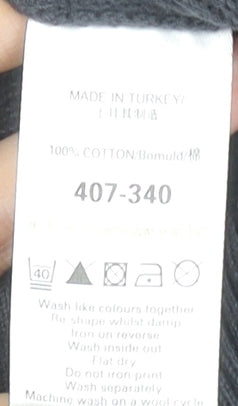 MADE IN TURKEY/
土耳其制造
100% COTTON/Bomuld/棉
407-340
40
Wash like colours together
Re shape whilst damp
Iron on reverse
Wash inside out
Flat dry
Do not iron print
Wash separately
Machine wash on a wool cycle